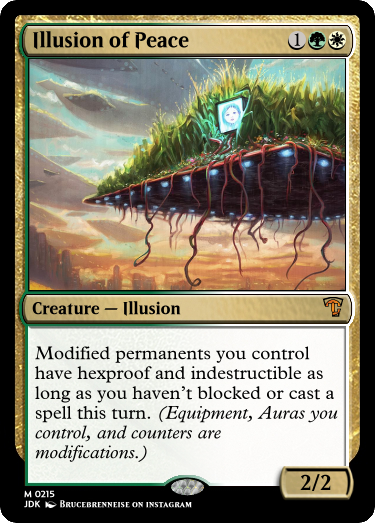 Illusion of Peace 1
Creature — Illusion
Modified permanents you control
have hexproof and indestructible as
long as you haven't blocked or cast a
spell this turn. (Equipment, Auras you
control, and counters are
modifications.)
2/2
M 0215
JDK BRUCEBRENNEISE ON INSTAGRAM